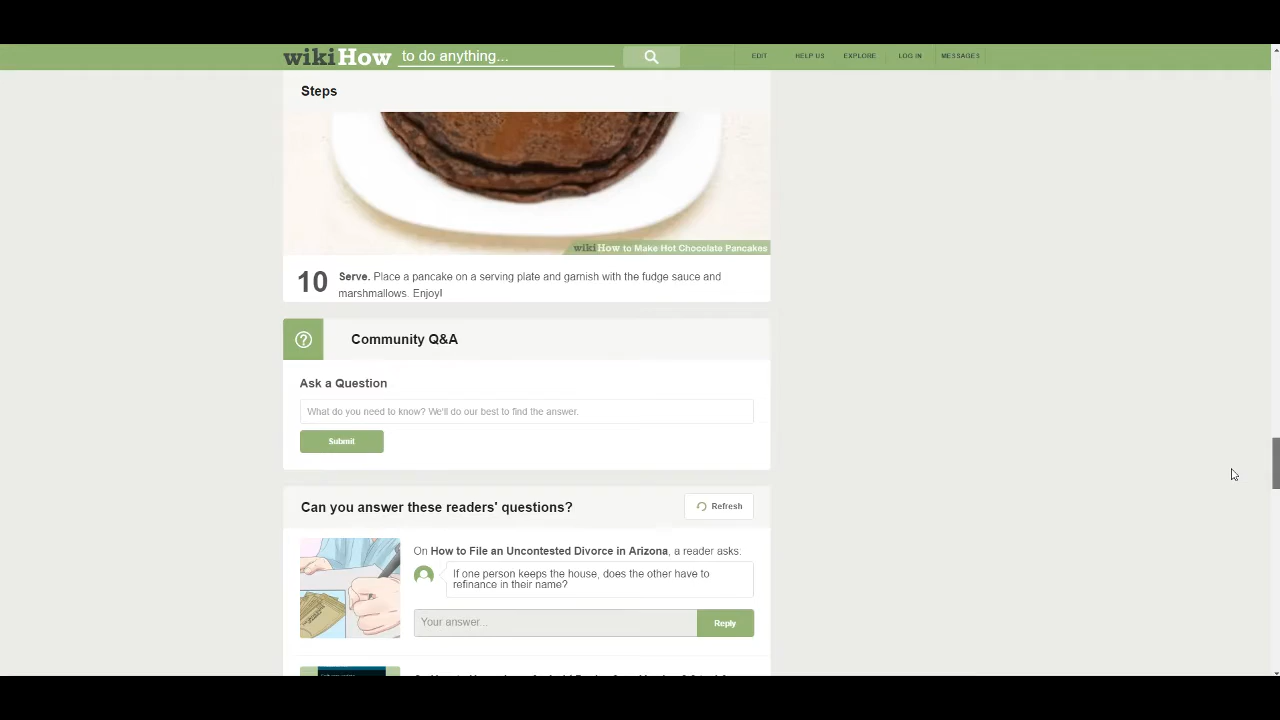 wikiHow to do anything...
EDIT HELP US EXPLORE LOG IN MESSAGES
Steps
wikiHow to Make Hot Chocolate Pancakes
10 Serve. Place a pancake on a serving plate and garnish with the fudge sauce and
marshmallows. Enjoy!
Community Q&A
Ask a Question
What do you need to know? We'll do our best to find the answer.
Submit
Can you answer these readers' questions?
Refresh
On How to File an Uncontested Divorce in Arizona, a reader asks:
If one person keeps the house, does the other have to
refinance in their name?
Your answer...
Reply